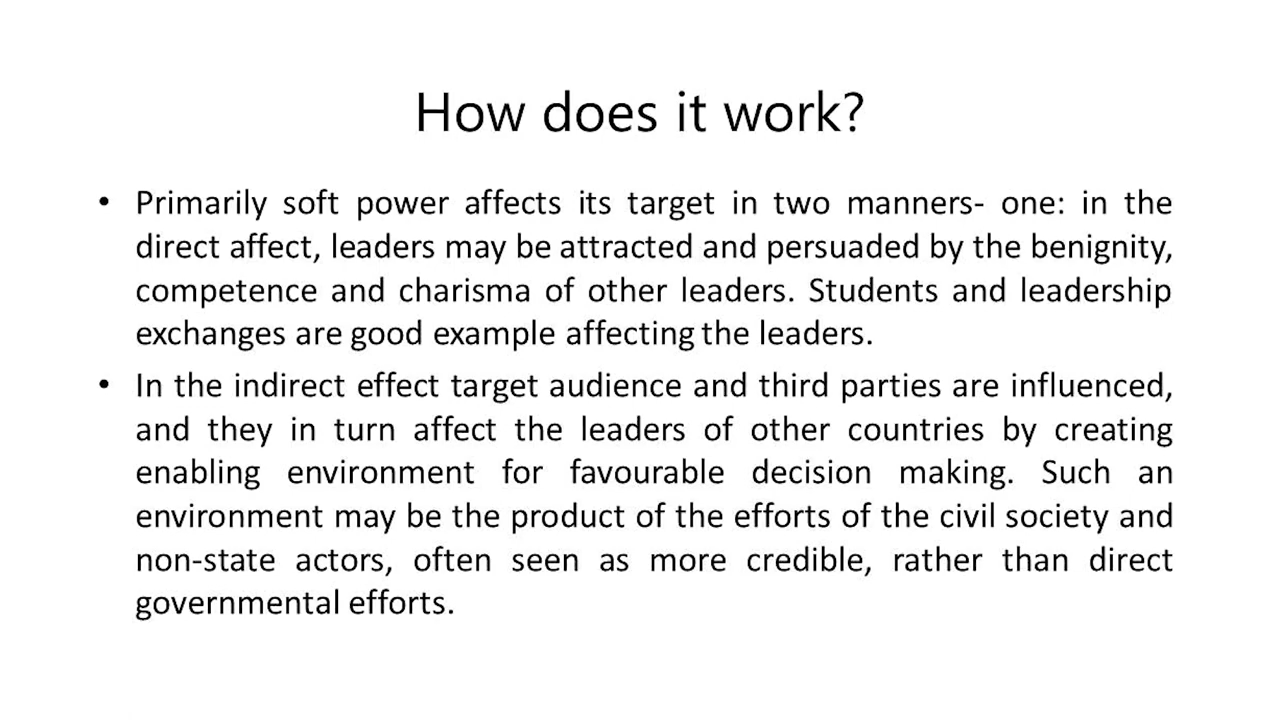 How does it work?
• Primarily soft power affects its target in two manners- one: in the
direct affect, leaders may be attracted and persuaded by the benignity,
competence and charisma of other leaders. Students and leadership
exchanges are good example affecting the leaders.
• In the indirect effect target audience and third parties are influenced,
and they in turn affect the leaders of other countries by creating
enabling environment for favourable decision making. Such an
environment may be the product of the efforts of the civil society and
non-state actors, often seen as more credible, rather than direct
governmental efforts.